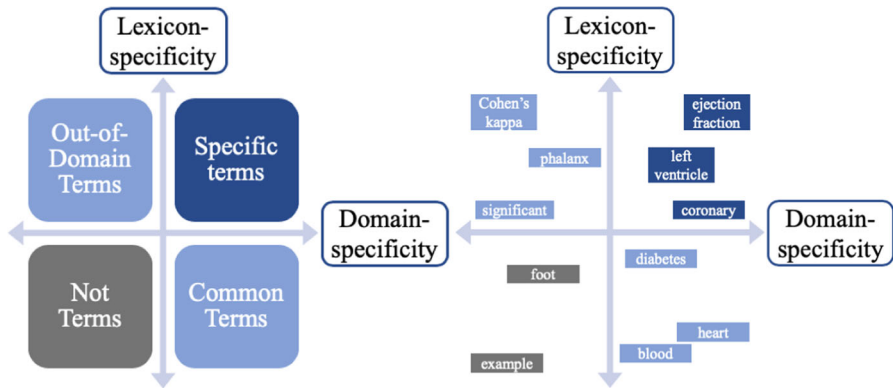 Lexicon-
specificity
Out-of-
Domain
Terms
Specific
terms
Domain-
specificity
Not
Terms
Common
Terms
Lexicon-
specificity
Cohen's
kappa
ejection
fraction
phalanx
left
ventricle
significant
coronary
Domain-
specificity
diabetes
foot
heart
blood
example